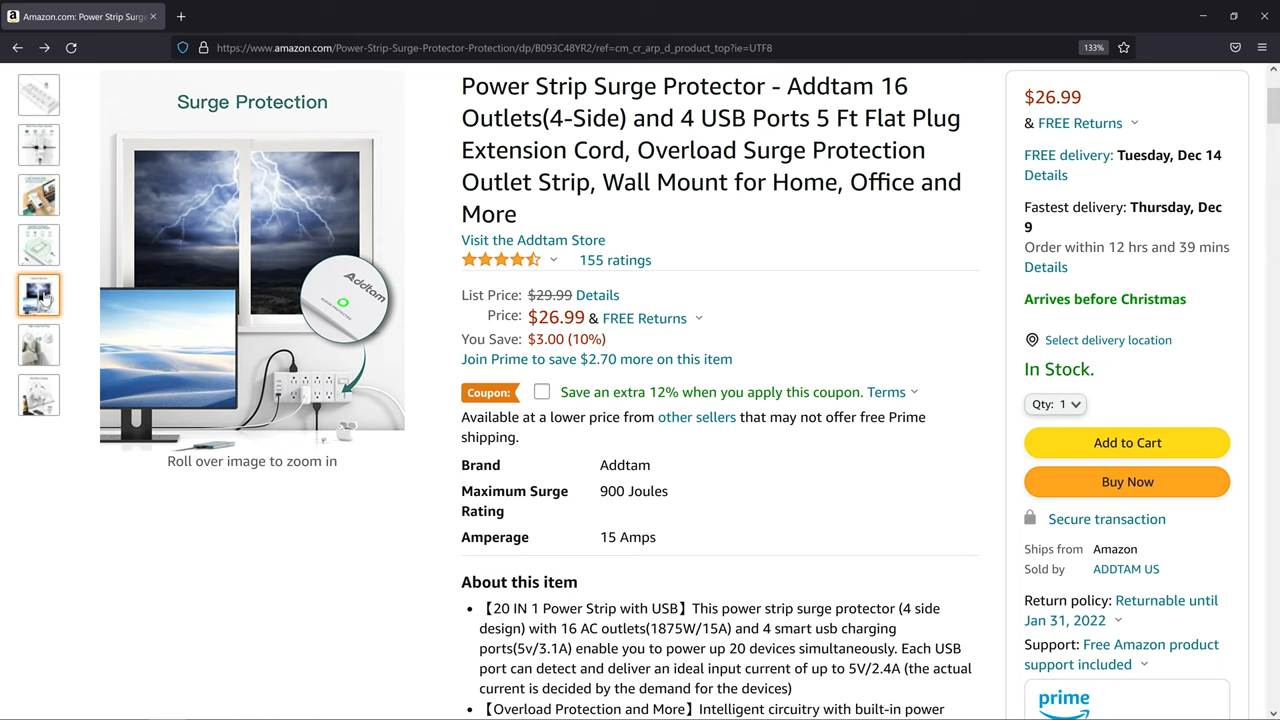 Amazon.com: Power Strip Surge
https://www.amazon.com/Power-Strip-Surge-Protector-Protection/dp/B093C48YR2/ref=cm_cr_arp_d_product_top?ie=UTF8
133%
Surge Protection
Addtam
Roll over image to zoom in
Power Strip Surge Protector - Addtam 16
Outlets(4-Side) and 4 USB Ports 5 Ft Flat Plug
Extension Cord, Overload Surge Protection
Outlet Strip, Wall Mount for Home, Office and
More
Visit the Addtam Store
155 ratings
List Price: $29.99 Details
Price: $26.99 & FREE Returns
You Save: $3.00 (10%)
Join Prime to save $2.70 more on this item
Coupon: Save an extra 12% when you apply this coupon. Terms
Available at a lower price from other sellers that may not offer free Prime
shipping.
Brand Addtam
Maximum Surge 900 Joules
Rating
Amperage 15 Amps
About this item
• 【20 IN 1 Power Strip with USB】This power strip surge protector (4 side
design) with 16 AC outlets(1875W/15A) and 4 smart usb charging
ports(5v/3.1A) enable you to power up 20 devices simultaneously. Each USB
port can detect and deliver an ideal input current of up to 5V/2.4A (the actual
current is decided by the demand for the devices)
• 【Overload Protection and More】Intelligent circuitry with built-in power
$26.99
& FREE Returns
FREE delivery: Tuesday, Dec 14
Details
Fastest delivery: Thursday, Dec
9
Order within 12 hrs and 39 mins
Details
Arrives before Christmas
Select delivery location
In Stock.
Qty: 1
Add to Cart
Buy Now
Secure transaction
Ships from Amazon
Sold by ADDTAM US
Return policy: Returnable until
Jan 31, 2022
Support: Free Amazon product
support included
prime